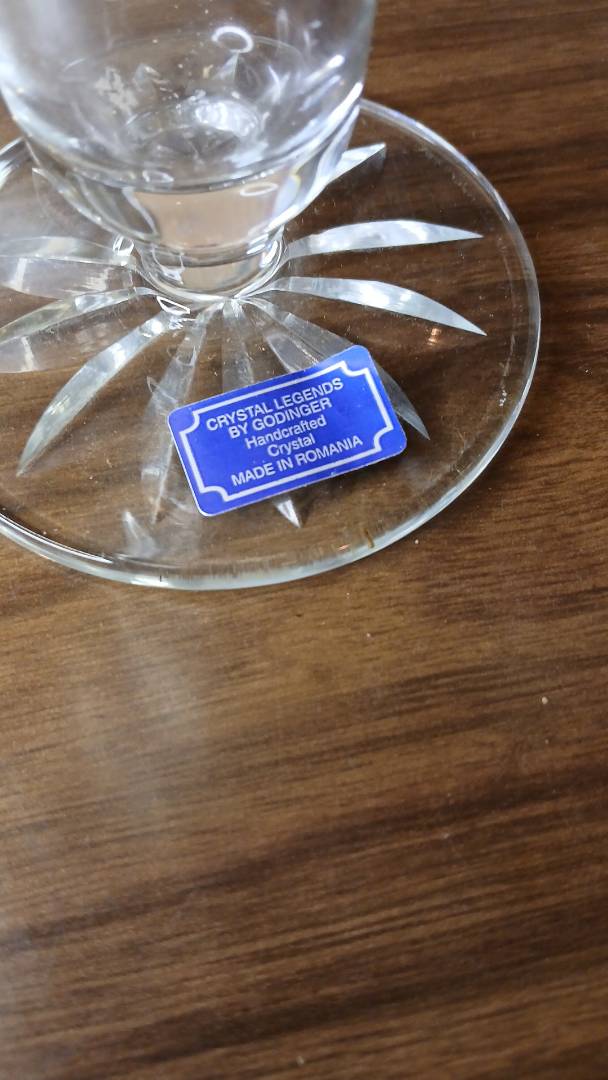 CRYSTAL LEGENDS
BY GODINGER
Handcrafted
Crystal
MADE IN ROMANIA